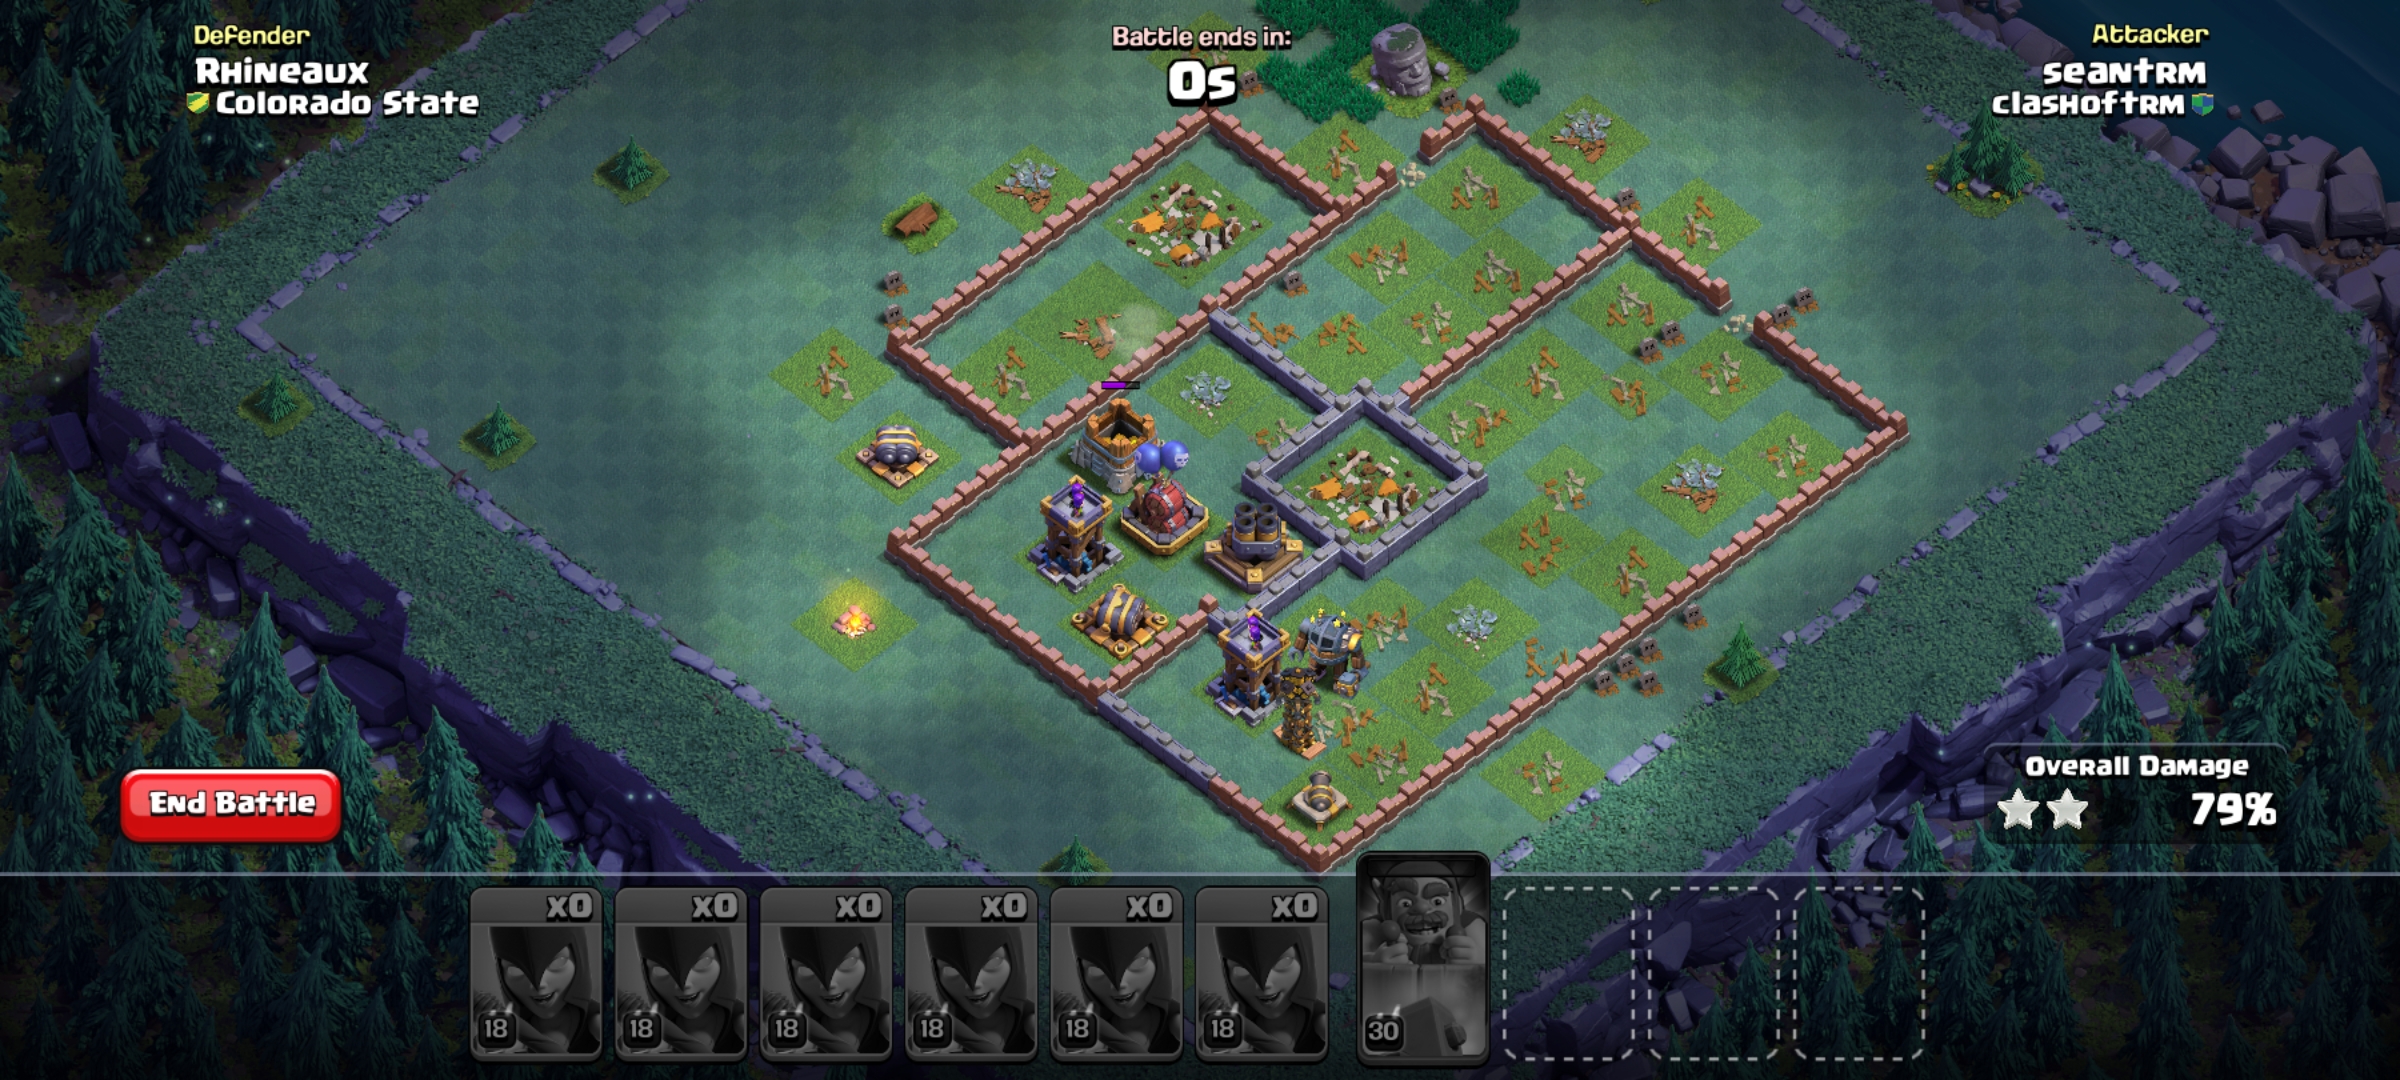 Defender
Rhineaux
Colorado State
Battle ends in:
0s
Attacker
seantrm
clashoftrm
End Battle
Overall Damage
79%
x0
x0
x0
x0
x0
x0
18
18
18
18
18
18
30